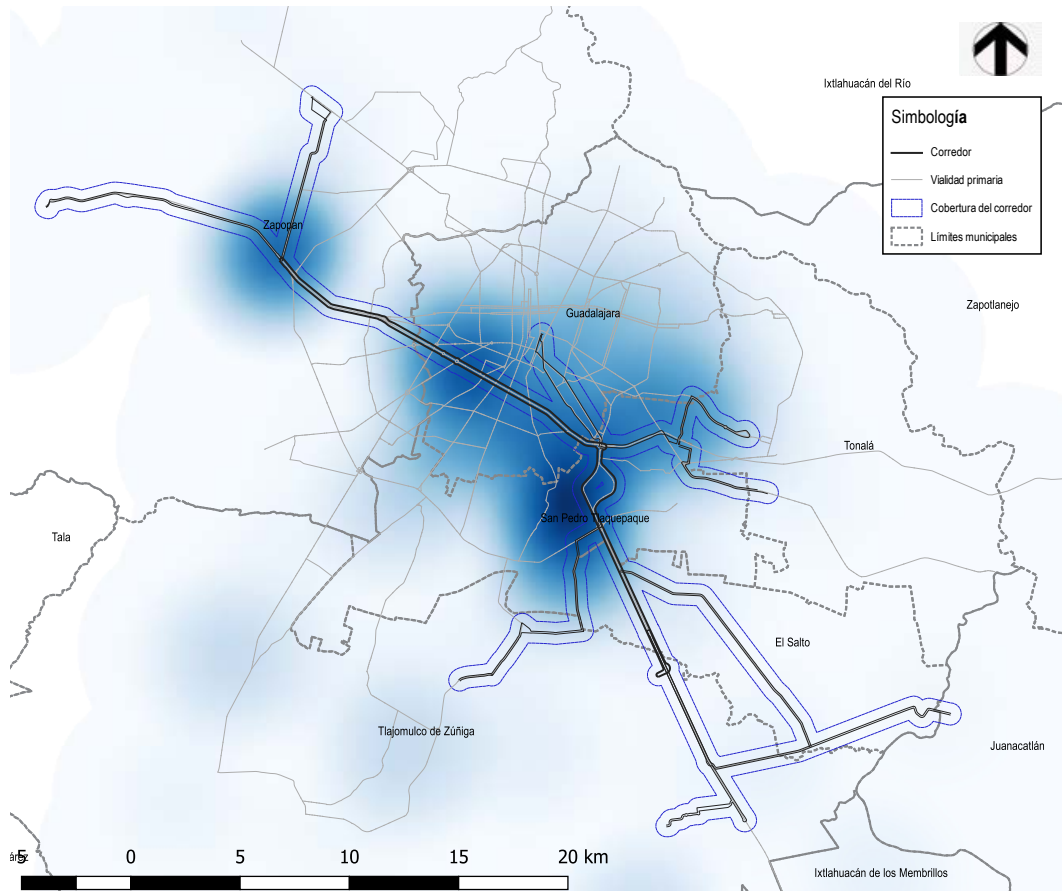 Ixtlahuacán del Río
Simbología
Corredor
Vialidad primaria
Cobertura del corredor
Límites municipales
Zapopan
Zapotlanejo
Guadalajara
Tonalá
San Pedro Tlaquepaque
Tala
El Salto
Tlajomulco de Zúñiga
Juanacatlán
5 0 5 10 15 20 km
Ixtlahuacán de los Membrillos